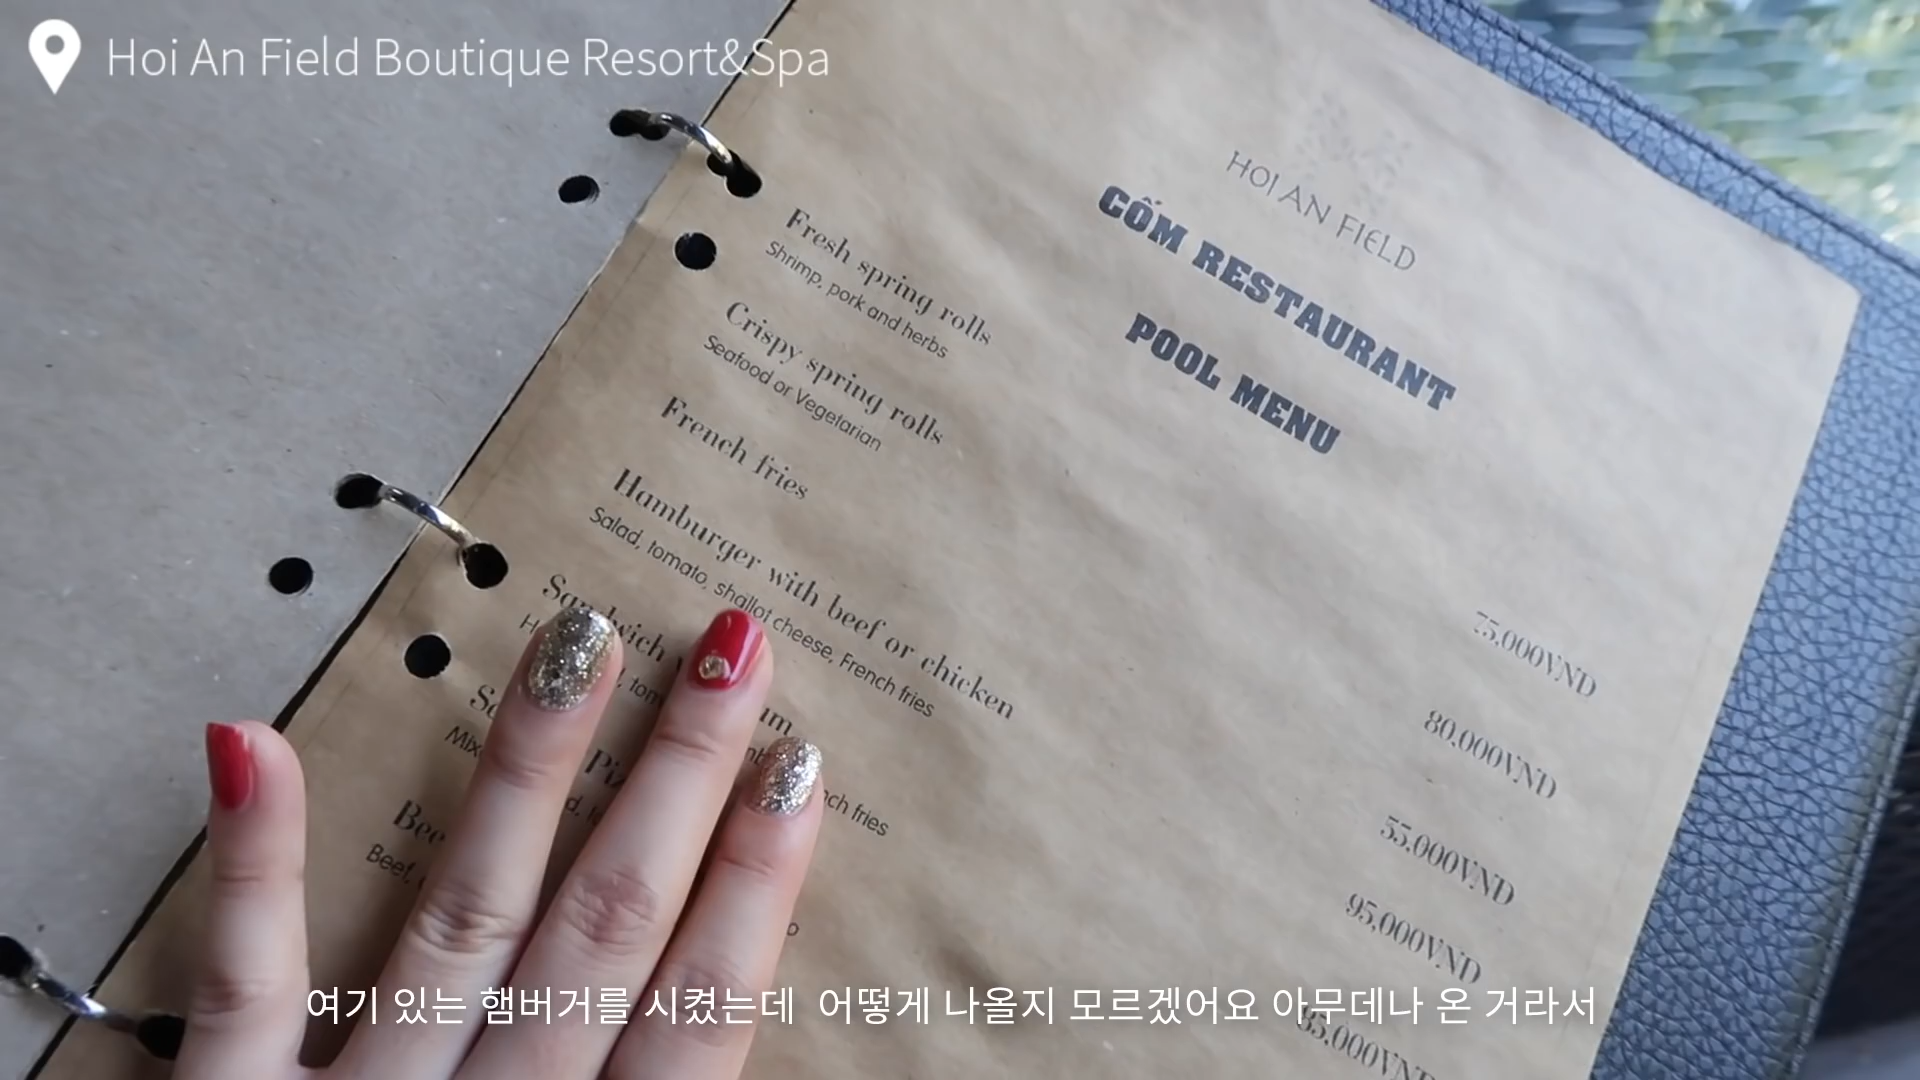 Hoi An Field Boutique Resort&Spa
HOI AN FIELD
CỐM RESTAURANT
POOL MENU
Fresh spring rolls
Shrimp, pork and herbs
75.000VND
Crispy spring rolls
Seafood or Vegetarian
80.000VND
French fries
55.000VND
Hamburger with beef or chicken
Salad, tomato, shallot cheese, French fries
95.000VND
Sandwich
fries
85.000VND
Beef,
여기 있는 햄버거를 시켰는데 어떻게 나올지 모르겠어요 아무데나 온 거라서